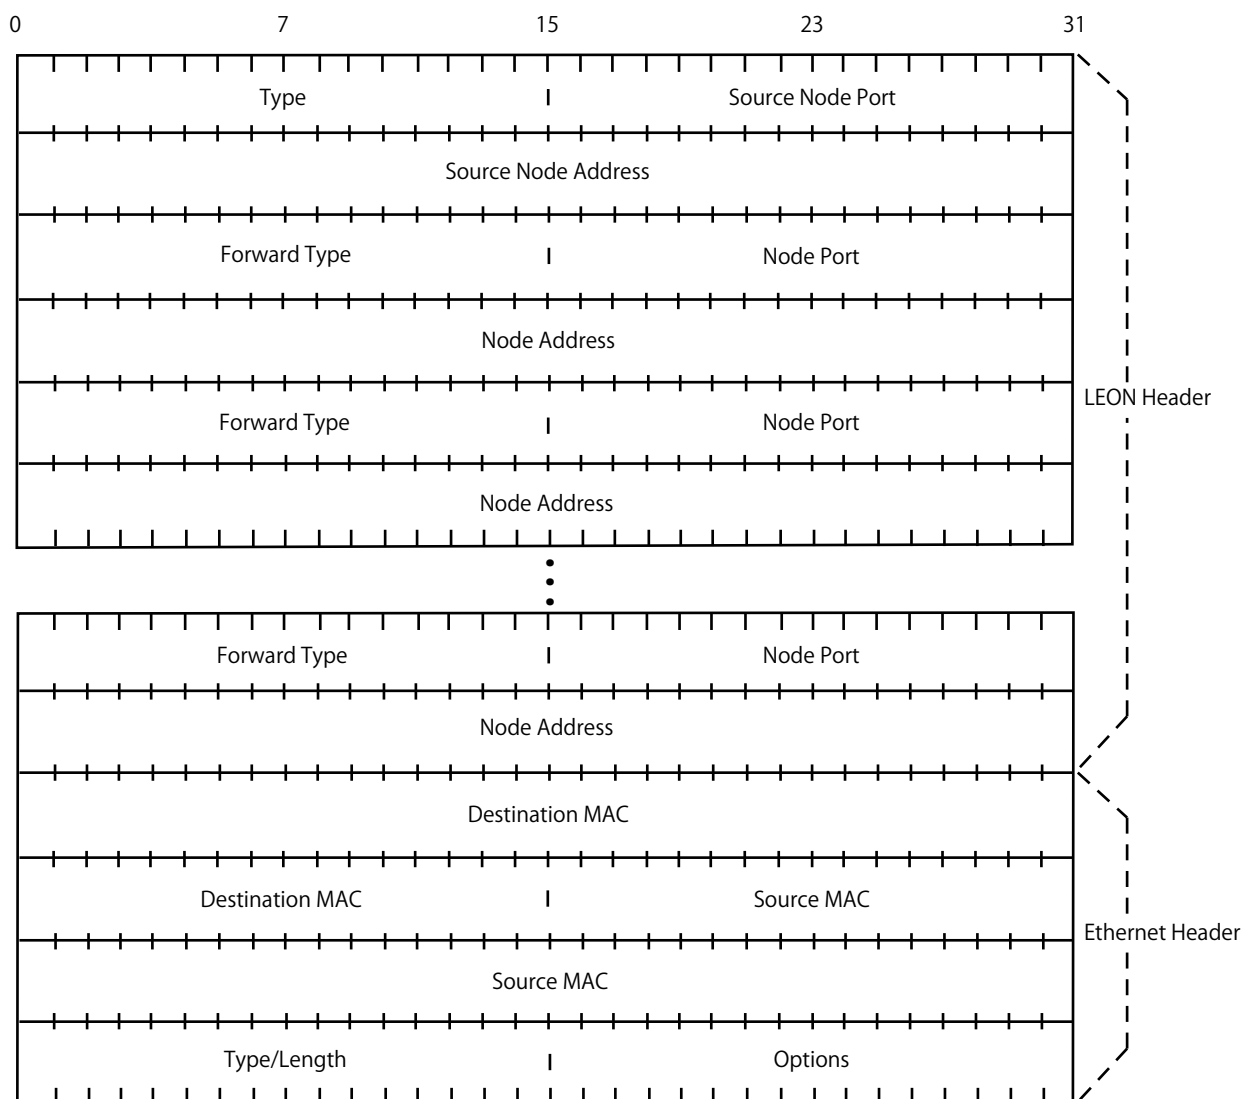 0 7 15 23 31
Type Source Node Port
Source Node Address
Forward Type Node Port
Node Address
Forward Type Node Port
LEON Header
Node Address
Forward Type Node Port
Node Address
Destination MAC
Destination MAC Source MAC
Ethernet Header
Source MAC
Type/Length Options